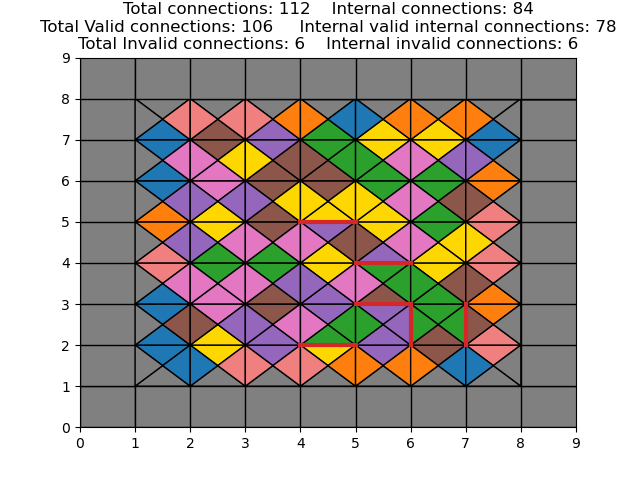 Total connections: 112    Internal connections: 84
Total Valid connections: 106     Internal valid internal connections: 78
Total Invalid connections: 6    Internal invalid connections: 6
9
8
7
6
5
4
3
2
1
0
0 1 2 3 4 5 6 7 8 9